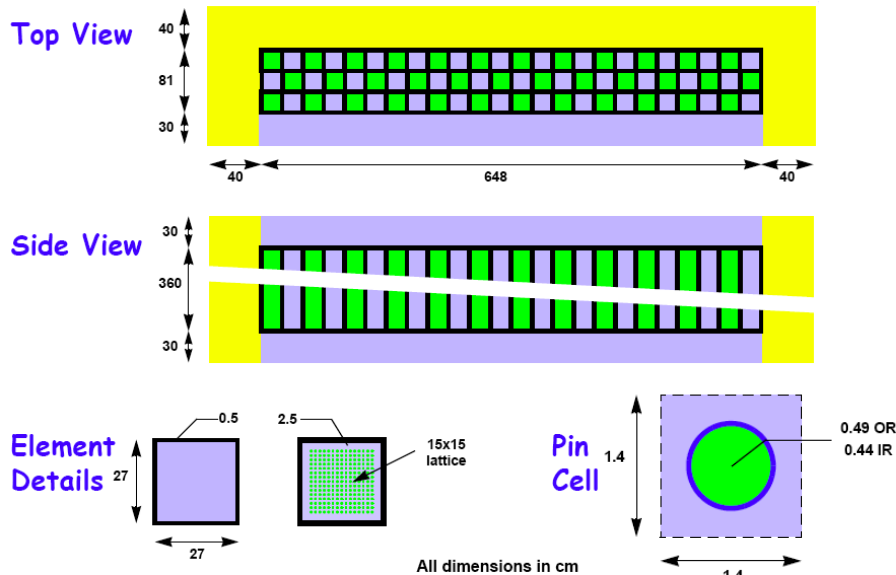 Top View
40
81
30
40
648
40
Side View
30
360
30
Element
Details
27
0.5
27
2.5
15x15
lattice
Pin
Cell
1.4
0.49 OR
0.44 IR
All dimensions in cm